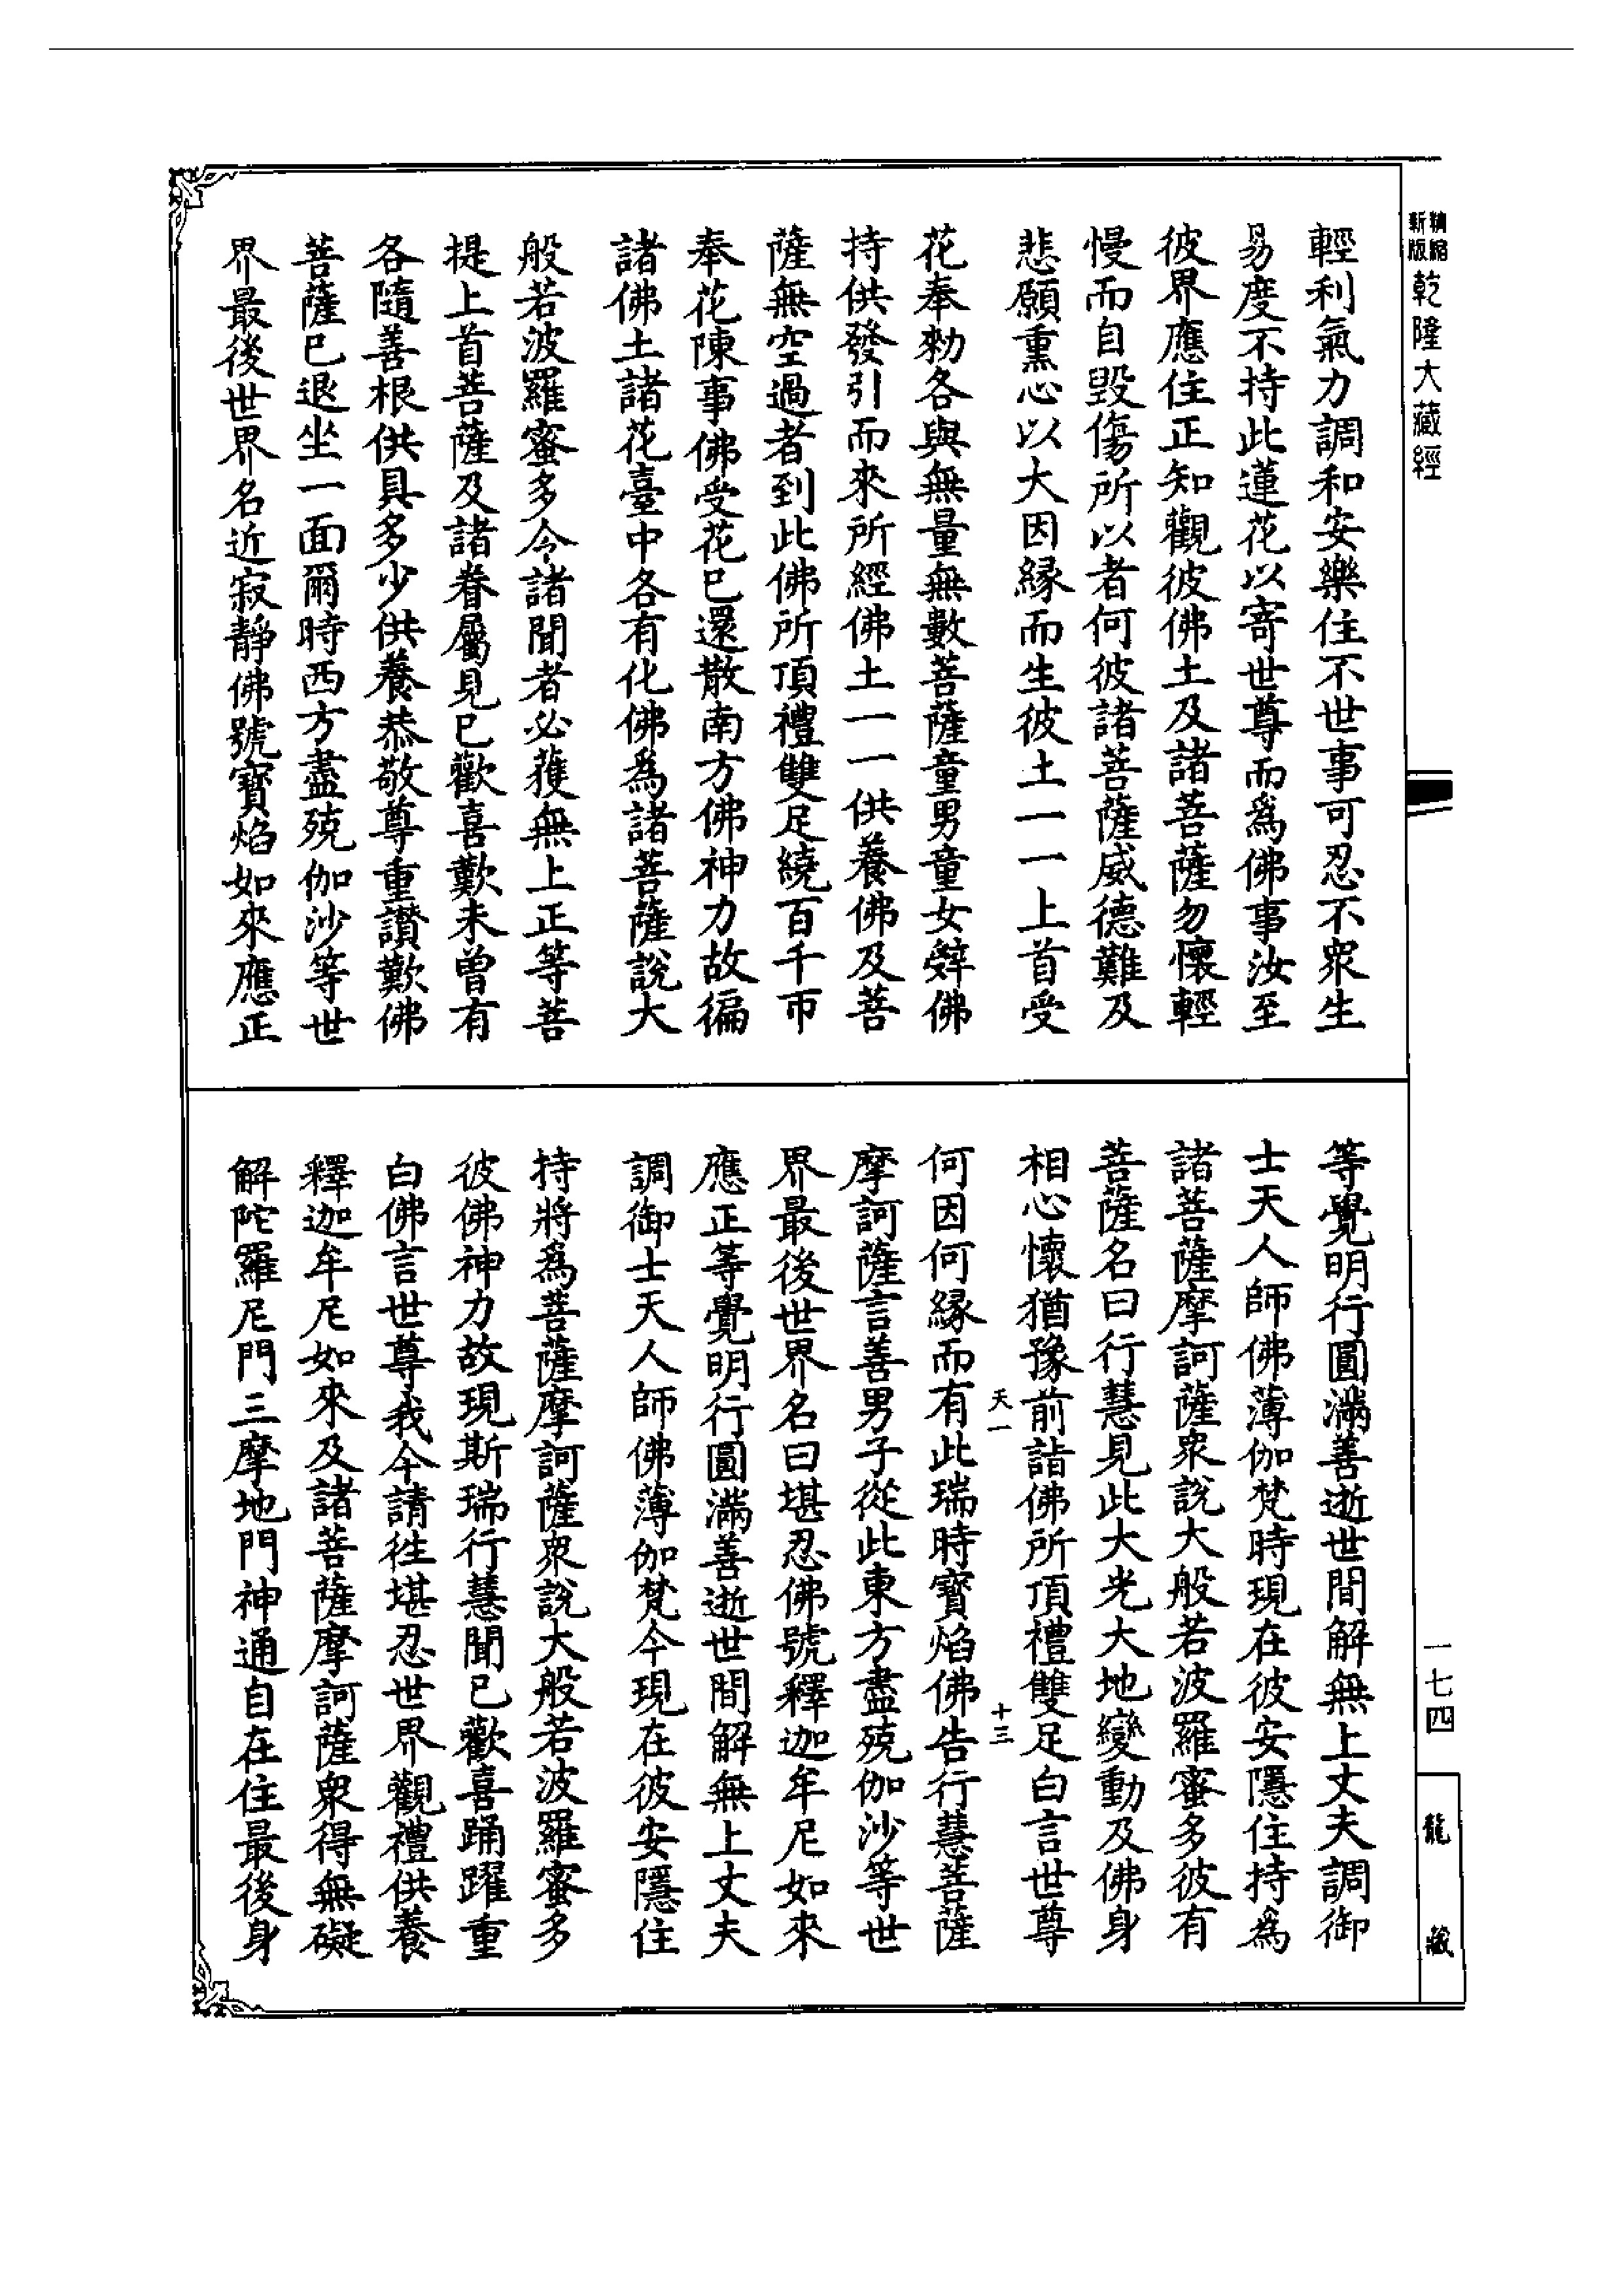 精縮
新版
乾隆大藏經
輕利氣力調和安樂住不世事可忍不衆生
易度不持此蓮花以寄世尊而爲佛事汝至
彼界應住正知觀彼佛土及諸菩薩勿懷輕
慢而自毀傷所以者何彼諸菩薩威德難及
悲願熏心以大因緣而生彼土一一上首受
花奉勑各與無量無數菩薩童男童女辤佛
持供發引而來所經佛土一一供養佛及菩
薩無空過者到此佛所頂禮雙足繞百千帀
奉花陳事佛受花已還散南方佛神力故徧
諸佛土諸花臺中各有化佛爲諸菩薩說大
般若波羅蜜多令諸聞者必獲無上正等菩
提上首菩薩及諸眷屬見已歡喜歎未曾有
各隨善根供具多少供養恭敬尊重讚歎佛
菩薩已退坐一面爾時西方盡殑伽沙等世
界最後世界名近寂靜佛號寶焰如來應正
等覺明行圓滿善逝世間解無上丈夫調御
士天人師佛薄伽梵時現在彼安隱住持爲
諸菩薩摩訶薩衆說大般若波羅蜜多彼有
菩薩名曰行慧見此大光大地變動及佛身
相心懷猶豫前詣佛所頂禮雙足白言世尊
天一
十三
何因何緣而有此瑞時寶焰佛告行慧菩薩
摩訶薩言善男子從此東方盡殑伽沙等世
界最後世界名曰堪忍佛號釋迦牟尼如來
應正等覺明行圓滿善逝世間解無上丈夫
調御士天人師佛薄伽梵今現在彼安隱住
持將爲菩薩摩訶薩衆說大般若波羅蜜多
彼佛神力故現斯瑞行慧聞已歡喜踊躍重
白佛言世尊我今請往堪忍世界觀禮供養
釋迦牟尼如來及諸菩薩摩訶薩衆得無礙
解陀羅尼門三摩地門神通自在住最後身
一七四
龍藏